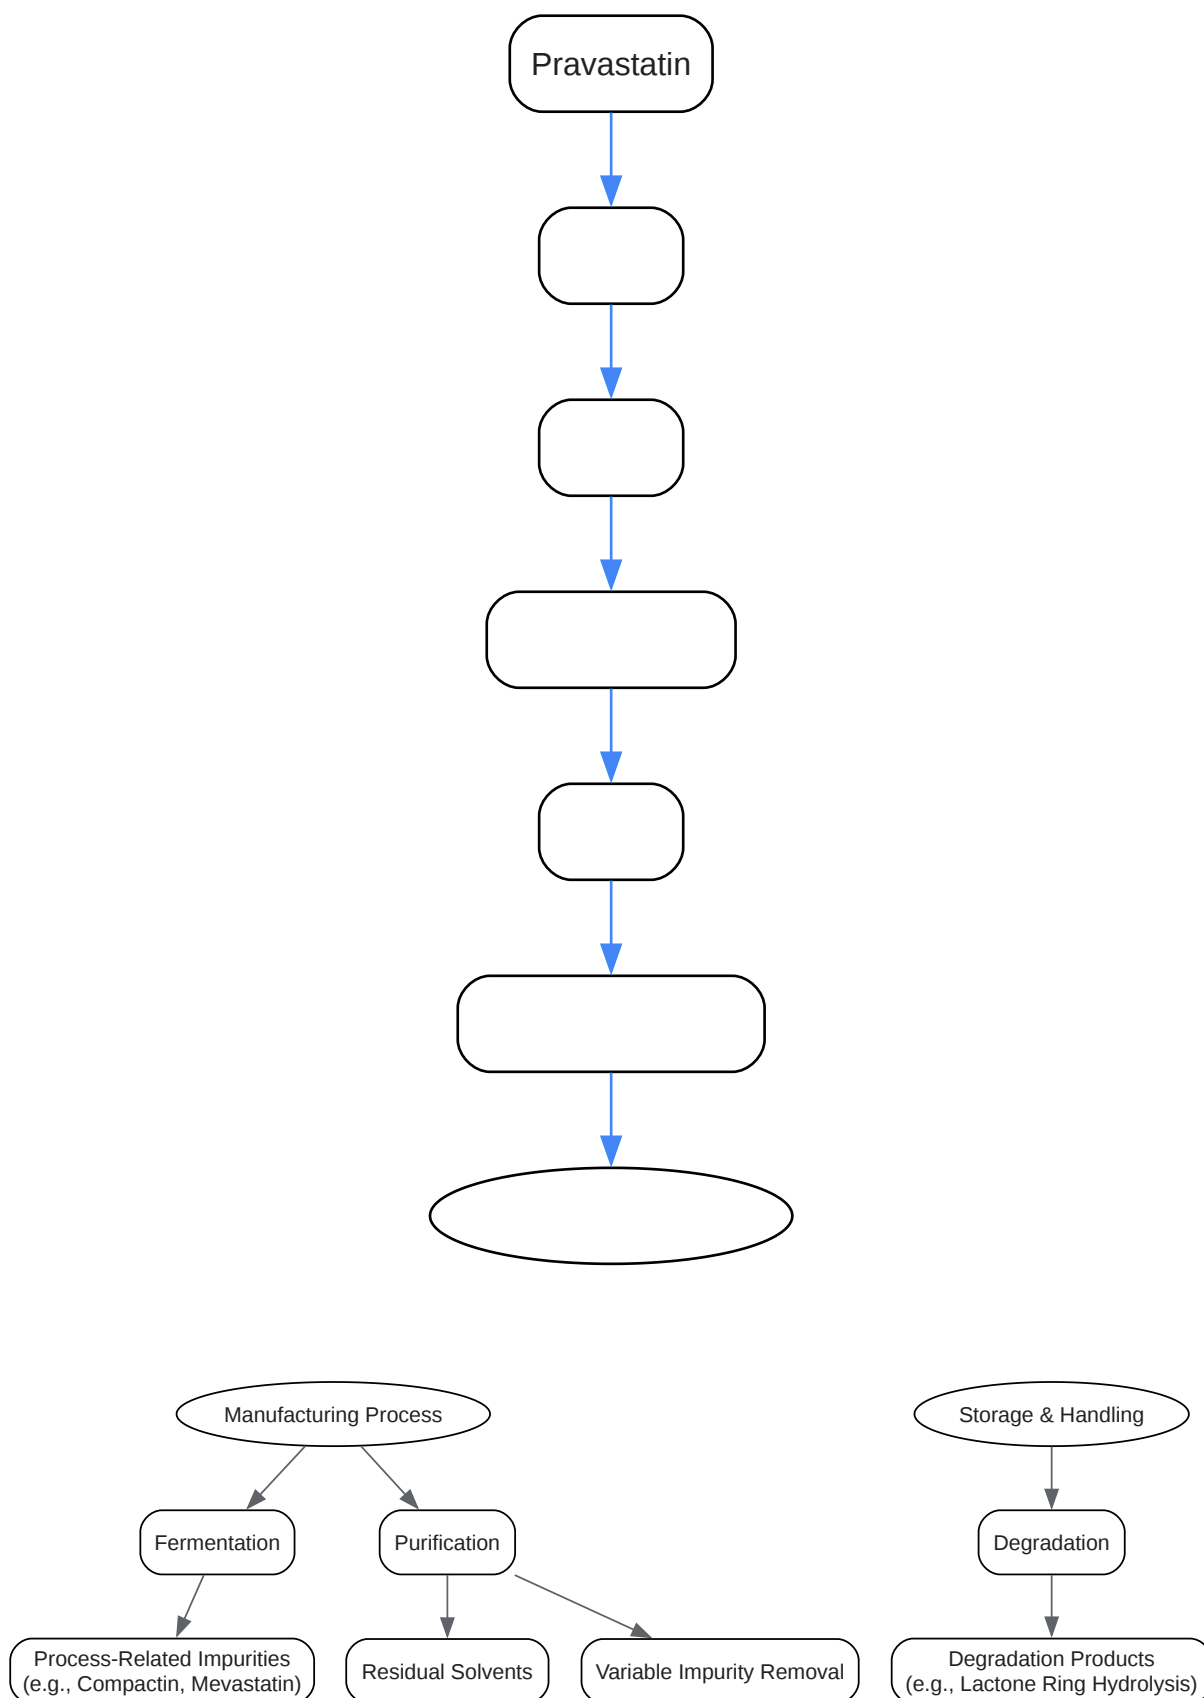 Pravastatin
Manufacturing Process
Storage & Handling
Fermentation
Purification
Degradation
Process-Related Impurities
(e.g., Compactin, Mevastatin)
Residual Solvents
Variable Impurity Removal
Degradation Products
(e.g., Lactone Ring Hydrolysis)